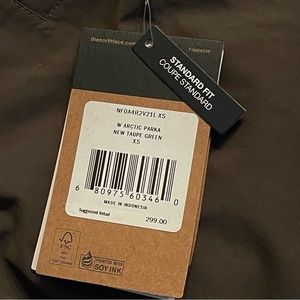 thenorthface.com
STANDARD FIT
COUPE STANDARD
NF0A4R2V21L-XS
W ARCTIC PARKA
NEW TAUPE GREEN
XS
6 80975 60346 0
MADE IN INDONESIA
Suggested Retail
299.00
FSC
PRINTED WITH
SOY INK